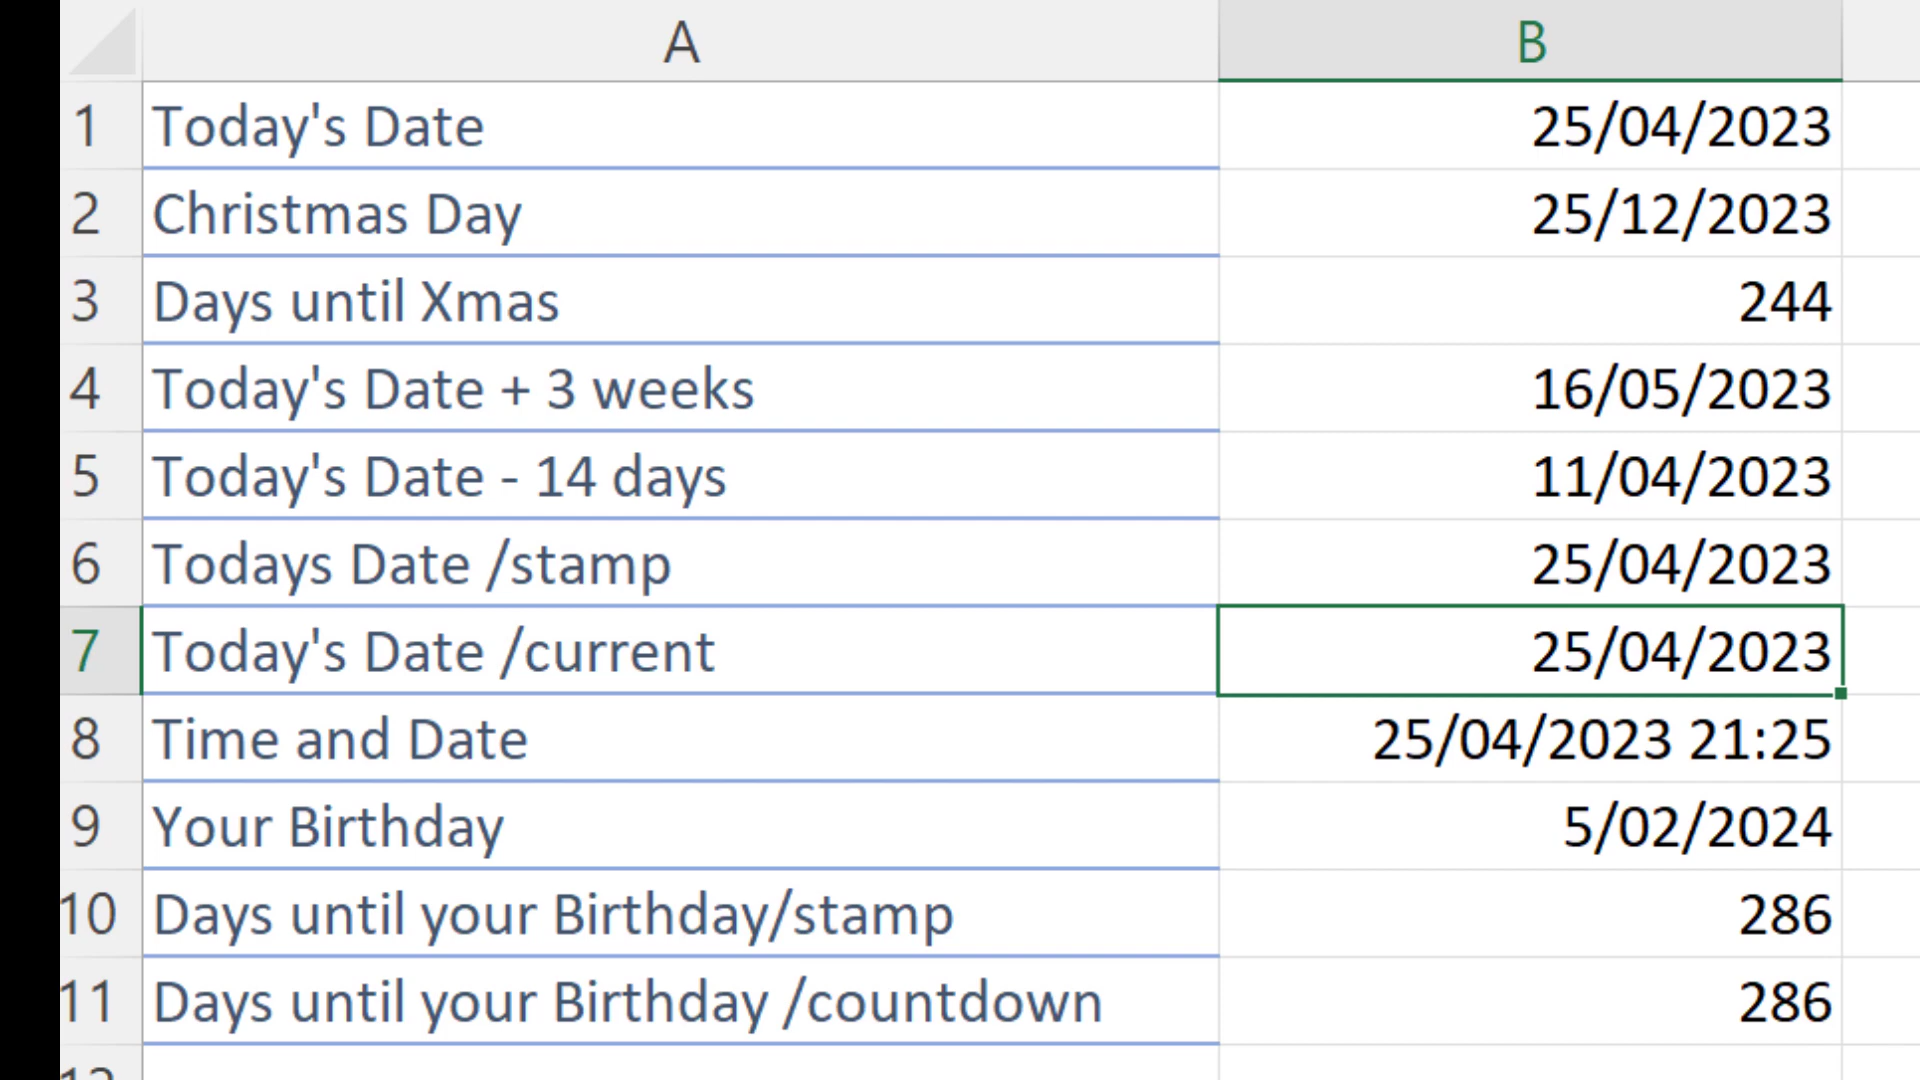 A B
1 Today's Date 25/04/2023
2 Christmas Day 25/12/2023
3 Days until Xmas 244
4 Today's Date + 3 weeks 16/05/2023
5 Today's Date - 14 days 11/04/2023
6 Todays Date /stamp 25/04/2023
7 Today's Date /current 25/04/2023
8 Time and Date 25/04/2023 21:25
9 Your Birthday 5/02/2024
10 Days until your Birthday/stamp 286
11 Days until your Birthday /countdown 286